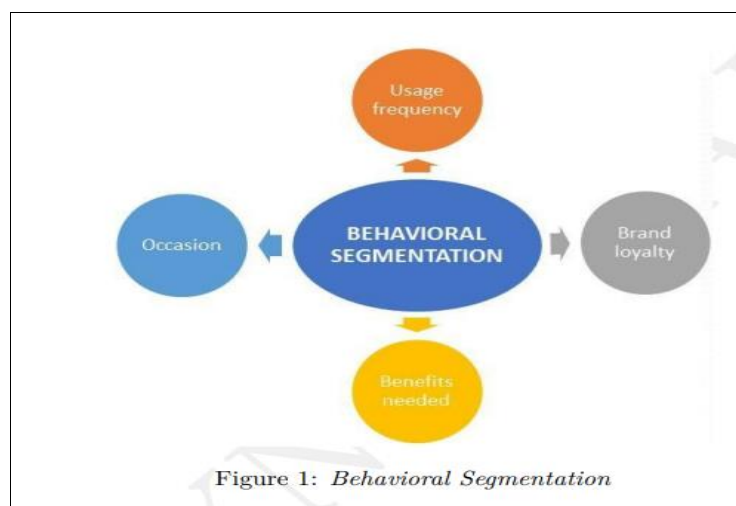 Usage
frequency
Occasion
BEHAVIORAL
SEGMENTATION
Brand
loyalty
Benefits
needed
Figure 1: Behavioral Segmentation